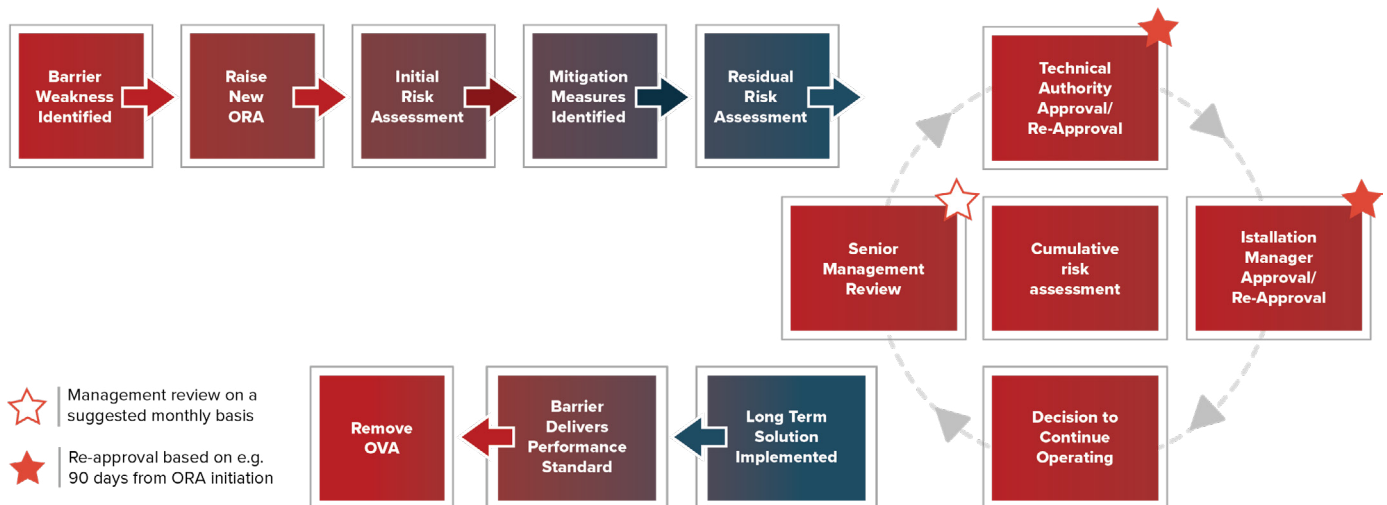 Barrier
Weakness
Identified
Raise
New
ORA
Initial
Risk
Assessment
Mitigation
Measures
Identified
Residual
Risk
Assessment
Technical
Authority
Approval/
Re-Approval
Senior
Management
Review
Cumulative
risk
assessment
Istallation
Manager
Approval/
Re-Approval
Decision to
Continue
Operating
Long Term
Solution
Implemented
Barrier
Delivers
Performance
Standard
Remove
OVA
Management review on a
suggested monthly basis
Re-approval based on e.g.
90 days from ORA initiation